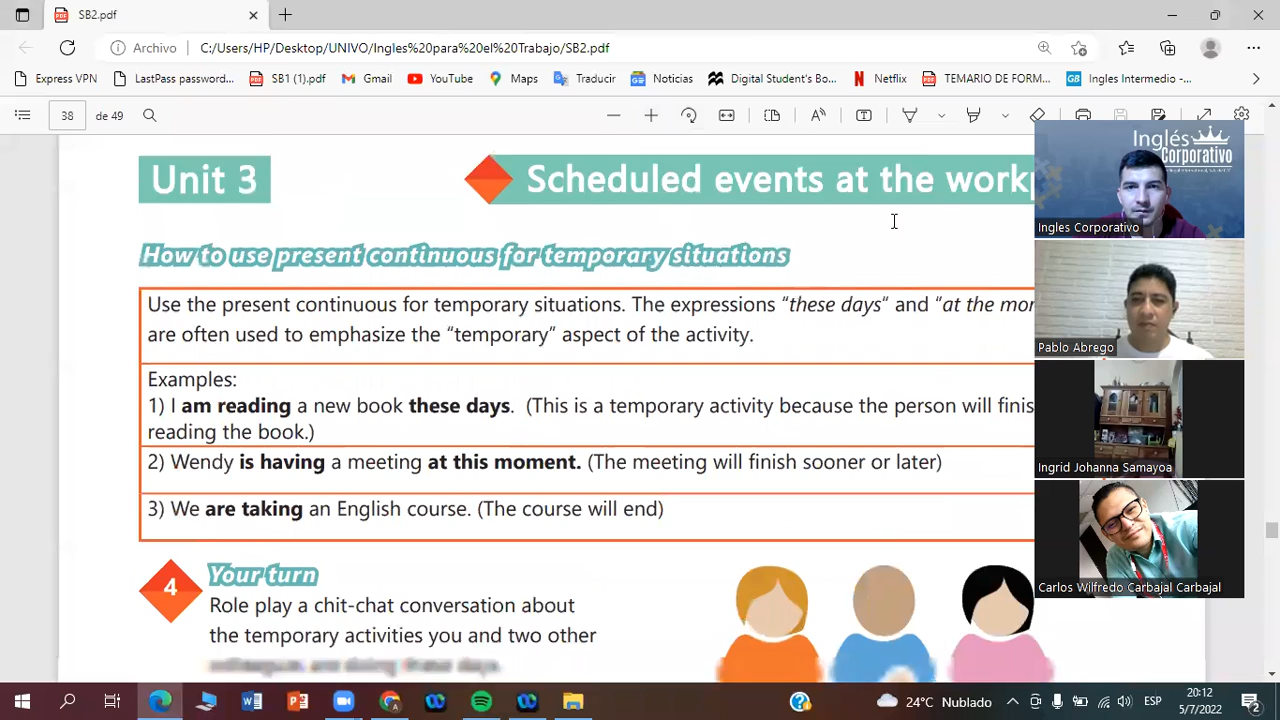 SB2.pdf
Archivo C:/Users/HP/Desktop/UNIVO/Ingles%20para%20el%20Trabajo/SB2.pdf
Express VPN LastPass password... SB1 (1).pdf Gmail YouTube Maps Traducir Noticias Digital Student's Bo... Netflix TEMARIO DE FORM... Ingles Intermedio -...
38 de 49
Unit 3
Scheduled events at the workp
How to use present continuous for temporary situations
Use the present continuous for temporary situations. The expressions "these days" and "at the mor
are often used to emphasize the "temporary" aspect of the activity.
Examples:
1) I am reading a new book these days. (This is a temporary activity because the person will finis
reading the book.)
2) Wendy is having a meeting at this moment. (The meeting will finish sooner or later)
3) We are taking an English course. (The course will end)
4
Your turn
Role play a chit-chat conversation about
the temporary activities you and two other
Inglés
Corporativo
Ingles Corporativo
Pablo Abrego
Ingrid Johanna Samayoa
Carlos Wilfredo Carbajal Carbajal
24°C Nublado
ESP
20:12
5/7/2022
2